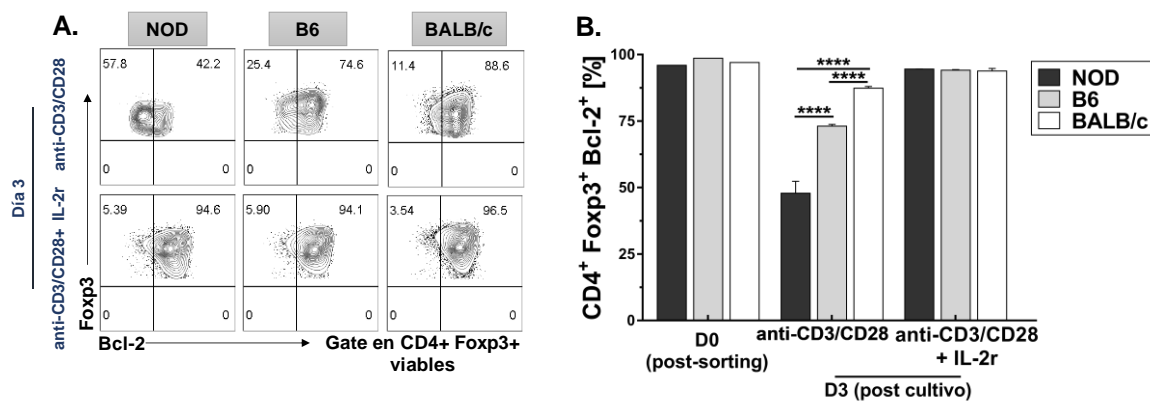 A.
NOD
B6
BALB/c
Día 3
anti-CD3/CD28
57.8
42.2
0
0
25.4
74.6
0
0
11.4
88.6
0
0
anti-CD3/CD28+ IL-2r
5.39
94.6
0
0
5.90
94.1
0
0
3.54
96.5
0
0
Foxp3
Bcl-2
Gate en CD4+ Foxp3+
viables
B.
CD4⁺ Foxp3⁺ Bcl-2⁺ [%]
100
75
50
25
0
****
****
****
NOD
B6
BALB/c
D0
(post-sorting)
anti-CD3/CD28
anti-CD3/CD28
+ IL-2r
D3 (post cultivo)